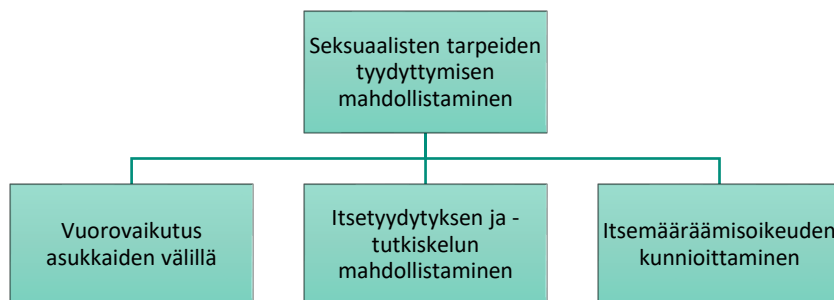 Seksuaalisten tarpeiden
tyydyttymisen
mahdollistaminen
Vuorovaikutus
asukkaiden välillä
Itsetyydytyksen ja -
tutkiskelun
mahdollistaminen
Itsemääräämisoikeuden
kunnioittaminen